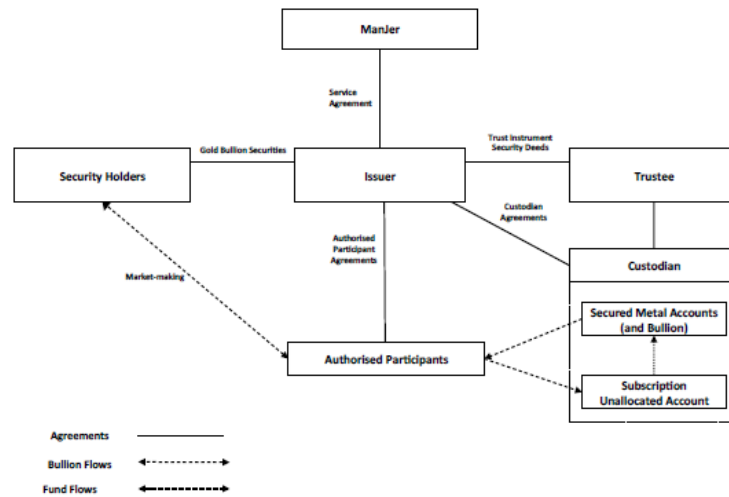 ManJer
Service
Agreement
Gold Bullion Securities
Trust Instrument
Security Deeds
Security Holders
Issuer
Trustee
Custodian
Agreements
Authorised
Participant
Agreements
Custodian
Market-making
Secured Metal Accounts
(and Bullion)
Authorised Participants
Subscription
Unallocated Account
Agreements
Bullion Flows
Fund Flows